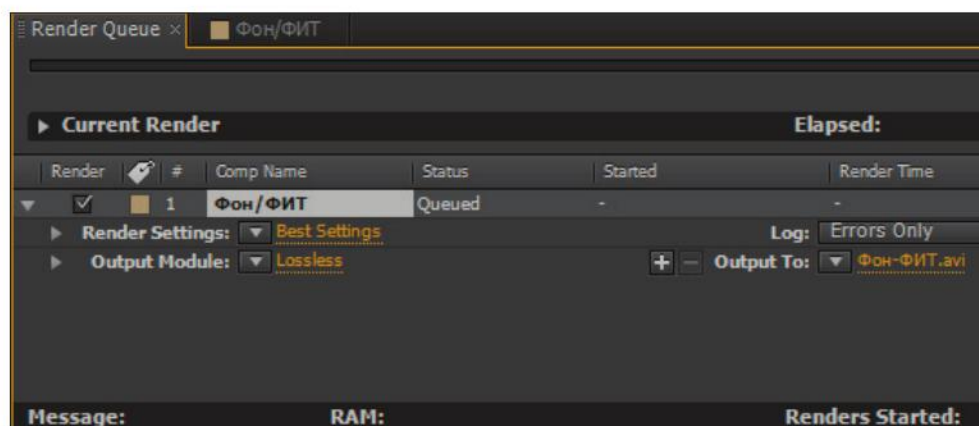 Render Queue × Фон/ФИТ
Current Render Elapsed:
Render # Comp Name Status Started Render Time
1 Фон/ФИТ Queued - -
Render Settings: Best Settings Log: Errors Only
Output Module: Lossless + – Output To: Фон-ФИТ.avi
Message: RAM: Renders Started: